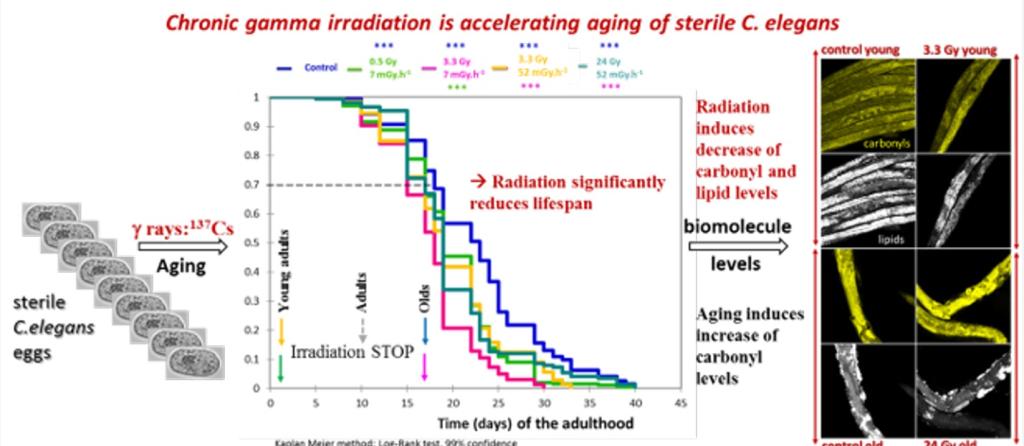 Chronic gamma irradiation is accelerating aging of sterile C. elegans
*** *** *** ***
Control
0.5 Gy
7 mGy.h-1
3.3 Gy
7 mGy.h-1
3.3 Gy
52 mGy.h-1
24 Gy
52 mGy.h-1
*** *** ***
1
0.9
0.8
0.7
0.6
0.5
0.4
0.3
0.2
0.1
0
0 5 10 15 20 25 30 35 40 45
Time (days) of the adulthood
→ Radiation significantly
reduces lifespan
Young adults
Adults
Olds
Irradiation STOP
Kaplan Meier method: Log-Rank test. 99% confidence
γ rays:137Cs
Aging
sterile
C.elegans
eggs
Radiation
induces
decrease of
carbonyl and
lipid levels
biomolecule
levels
Aging induces
increase of
carbonyl
levels
control young
3.3 Gy young
carbonyls
lipids
control old
24 Gy old